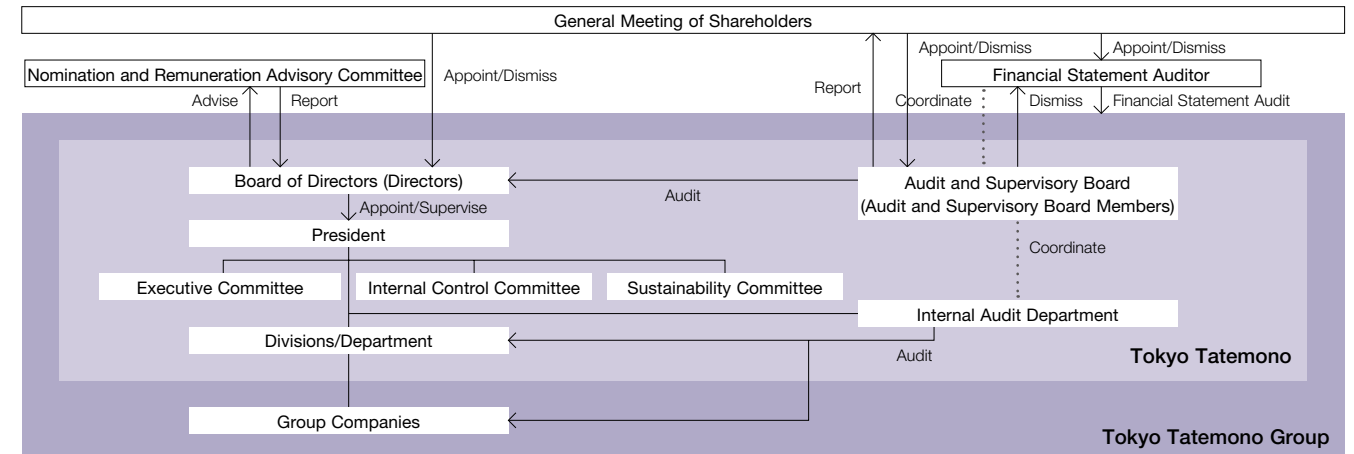 General Meeting of Shareholders
Appoint/Dismiss
Appoint/Dismiss
Nomination and Remuneration Advisory Committee
Appoint/Dismiss
Financial Statement Auditor
Advise
Report
Report
Coordinate
Dismiss
Financial Statement Audit
Board of Directors (Directors)
Audit
Audit and Supervisory Board
(Audit and Supervisory Board Members)
Appoint/Supervise
President
Coordinate
Executive Committee
Internal Control Committee
Sustainability Committee
Internal Audit Department
Divisions/Department
Audit
Tokyo Tatemono
Group Companies
Tokyo Tatemono Group